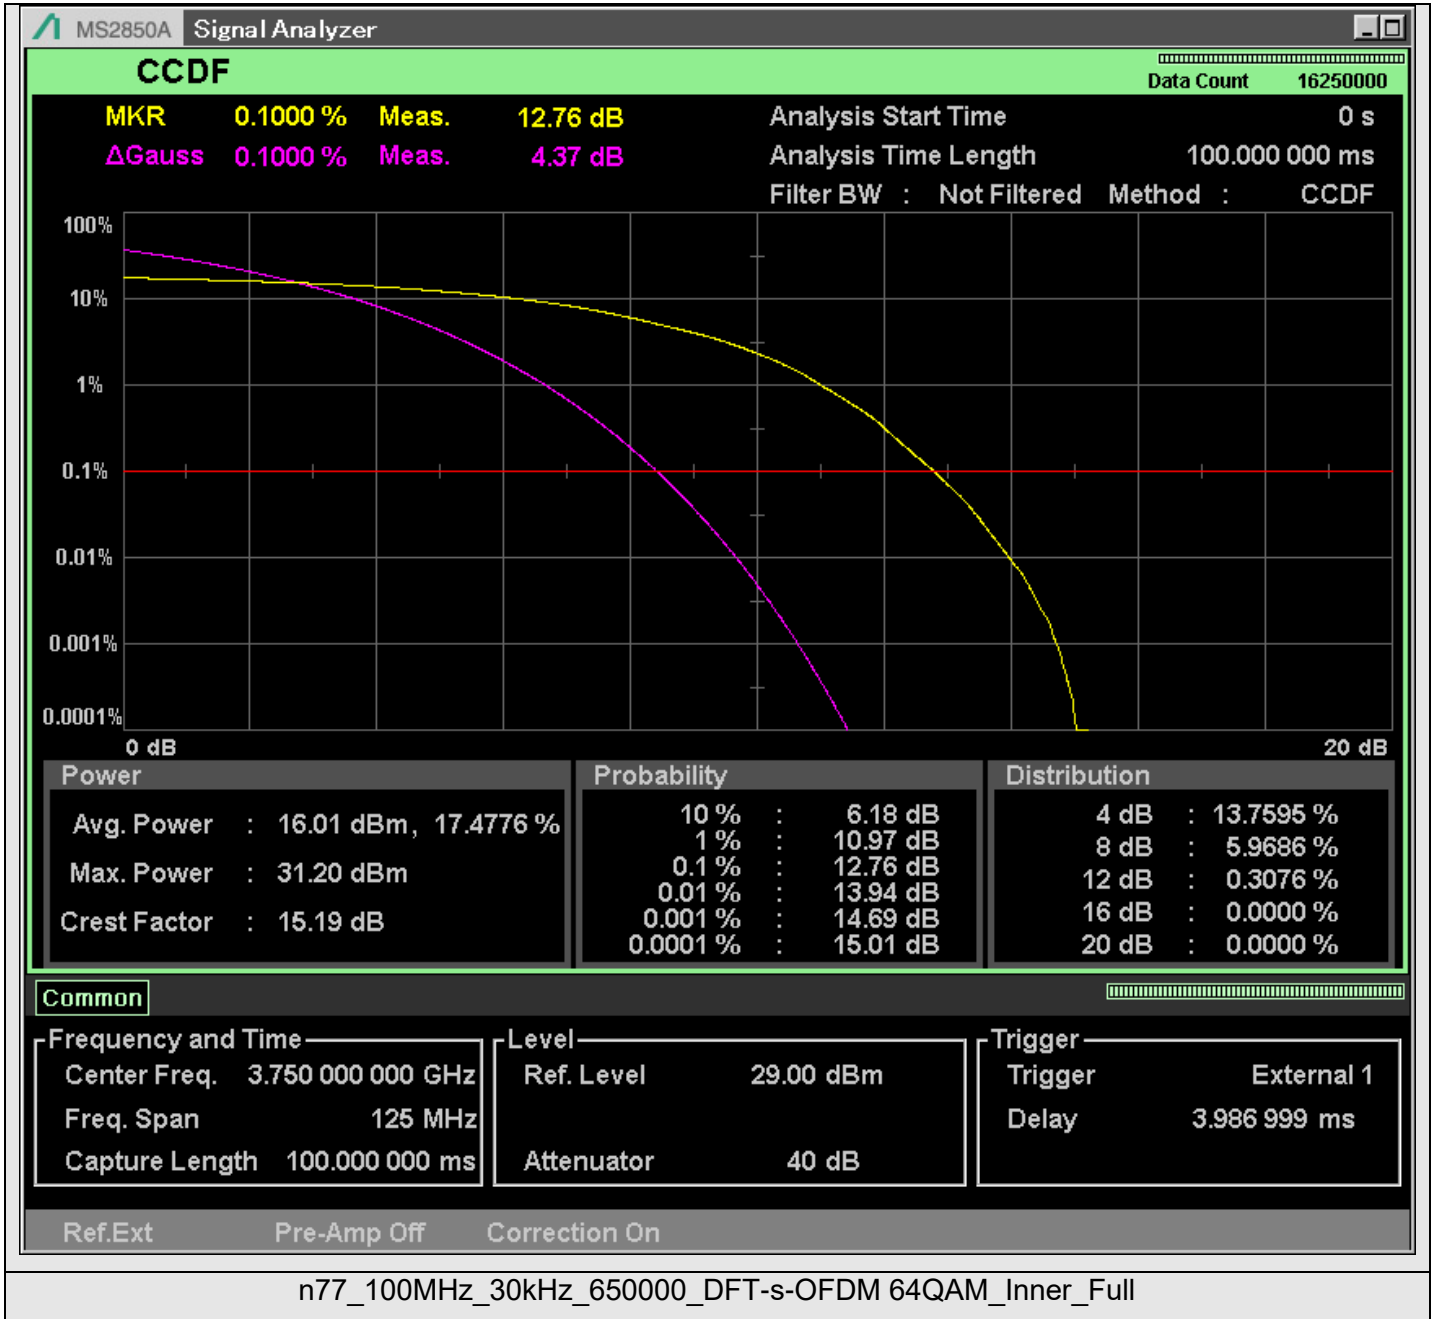 MS2850A Signal Analyzer
CCDF
Data Count 16250000
MKR 0.1000 % Meas. 12.76 dB
ΔGauss 0.1000 % Meas. 4.37 dB
Analysis Start Time 0 s
Analysis Time Length 100.000 000 ms
Filter BW : Not Filtered Method : CCDF
100%
10%
1%
0.1%
0.01%
0.001%
0.0001%
0 dB 20 dB
Power
Avg. Power : 16.01 dBm, 17.4776 %
Max. Power : 31.20 dBm
Crest Factor : 15.19 dB
Probability
10 % : 6.18 dB
1 % : 10.97 dB
0.1 % : 12.76 dB
0.01 % : 13.94 dB
0.001 % : 14.69 dB
0.0001 % : 15.01 dB
Distribution
4 dB : 13.7595 %
8 dB : 5.9686 %
12 dB : 0.3076 %
16 dB : 0.0000 %
20 dB : 0.0000 %
Common
Frequency and Time
Center Freq. 3.750 000 000 GHz
Freq. Span 125 MHz
Capture Length 100.000 000 ms
Level
Ref. Level 29.00 dBm
Attenuator 40 dB
Trigger
Trigger External 1
Delay 3.986 999 ms
Ref.Ext Pre-Amp Off Correction On
n77_100MHz_30kHz_650000_DFT-s-OFDM 64QAM_Inner_Full